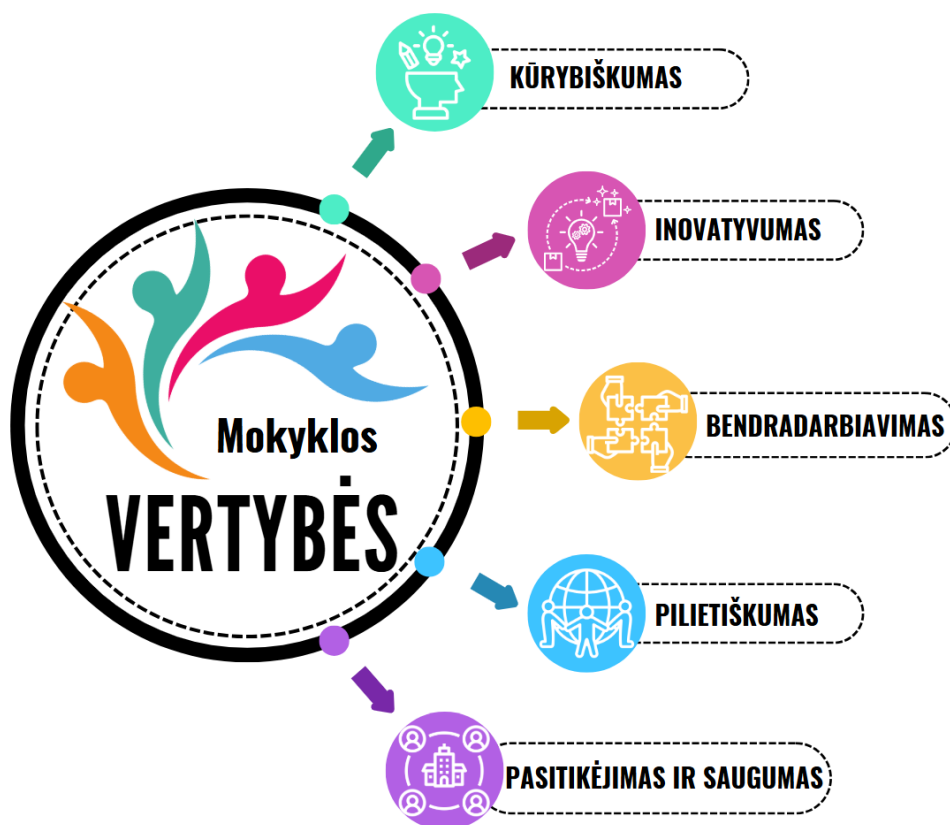 KŪRYBIŠKUMAS
INOVATYVUMAS
Mokyklos
VERTYBĖS
BENDRADARBIAVIMAS
PILIETIŠKUMAS
PASITIKĖJIMAS IR SAUGUMAS